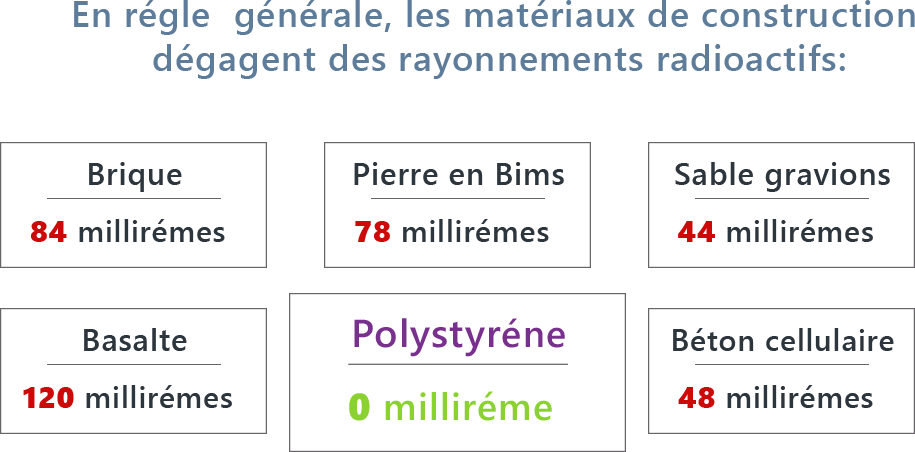 En régle générale, les matériaux de construction
dégagent des rayonnements radioactifs:
Brique
84 millirémes
Pierre en Bims
78 millirémes
Sable gravions
44 millirémes
Basalte
120 millirémes
Polystyréne
0 milliréme
Béton cellulaire
48 millirémes